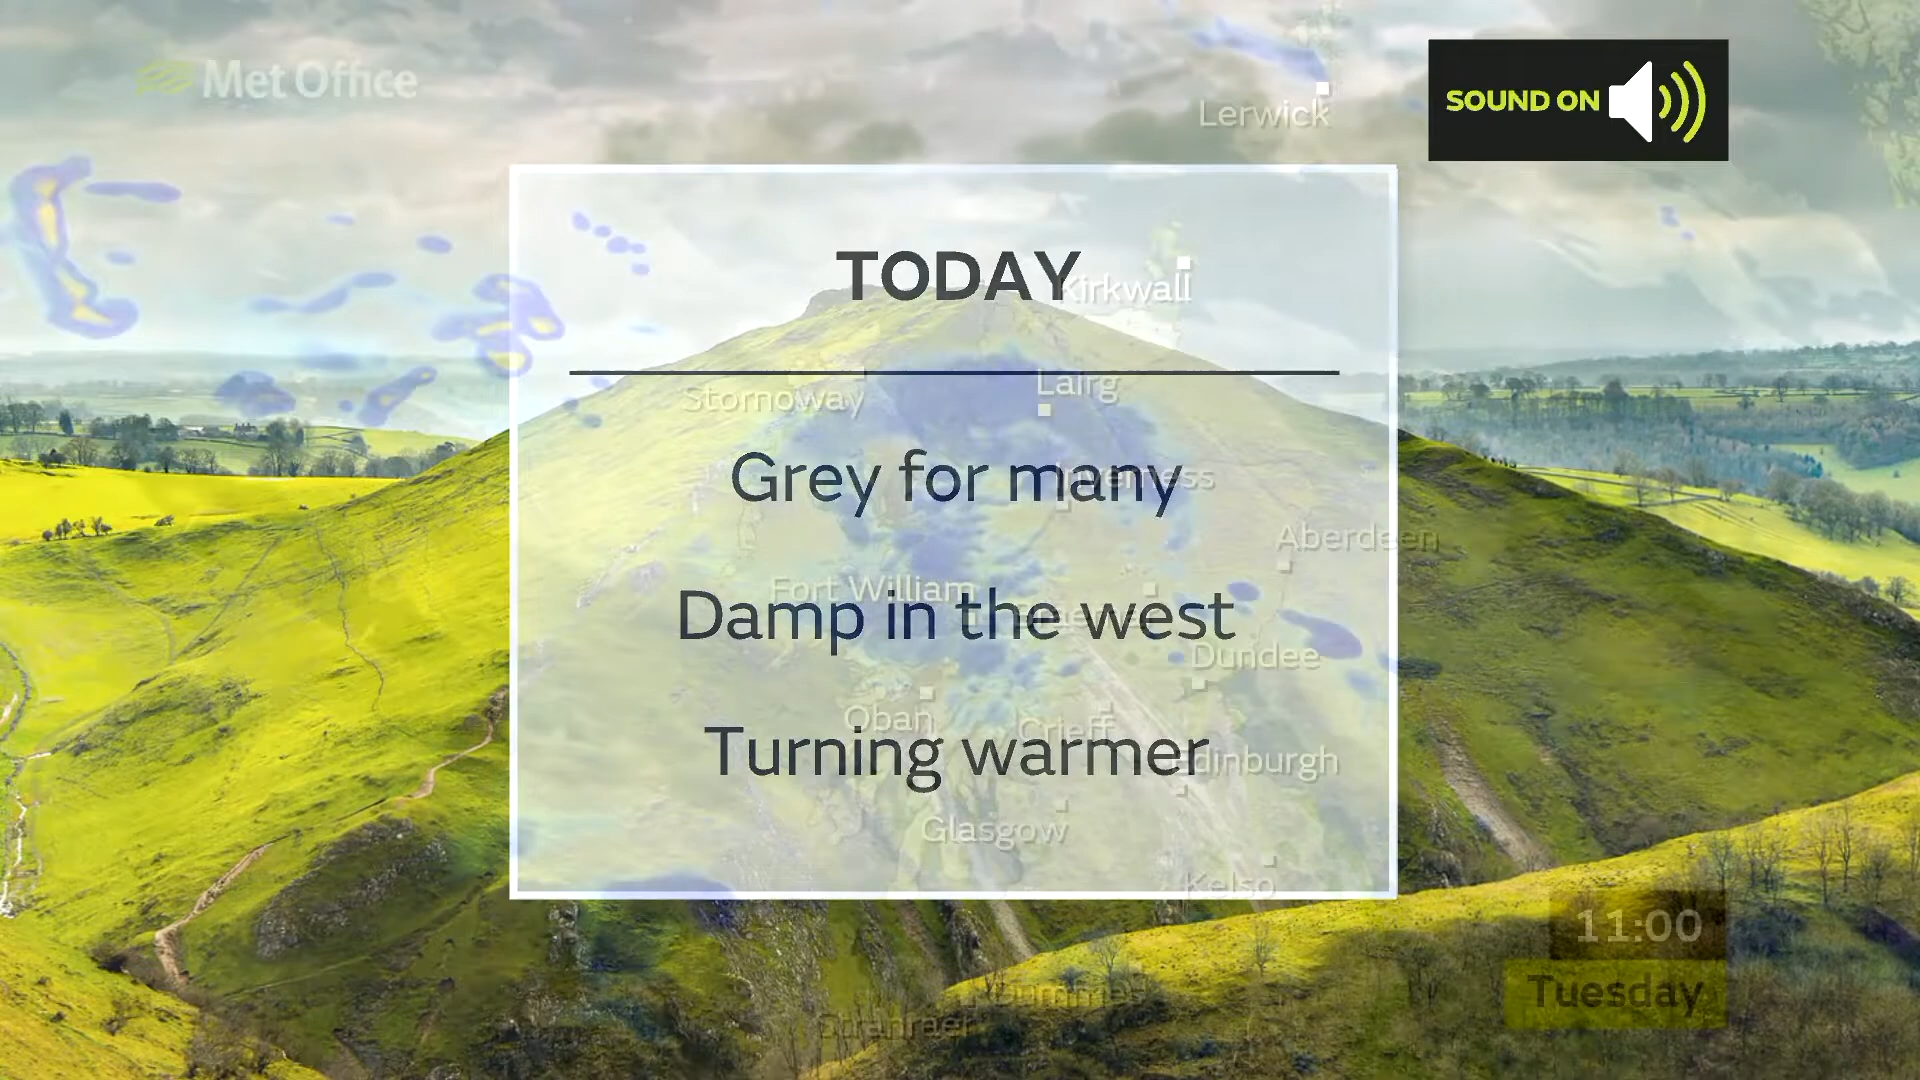 Met Office
SOUND ON
Lerwick
TODAY
Kirkwall
Stornoway
Lairg
Grey for many
Aberdeen
Fort William
Damp in the west
Dundee
Oban
Crieff
Turning warmer
Edinburgh
Glasgow
Kelso
11:00
Tuesday
Stranraer